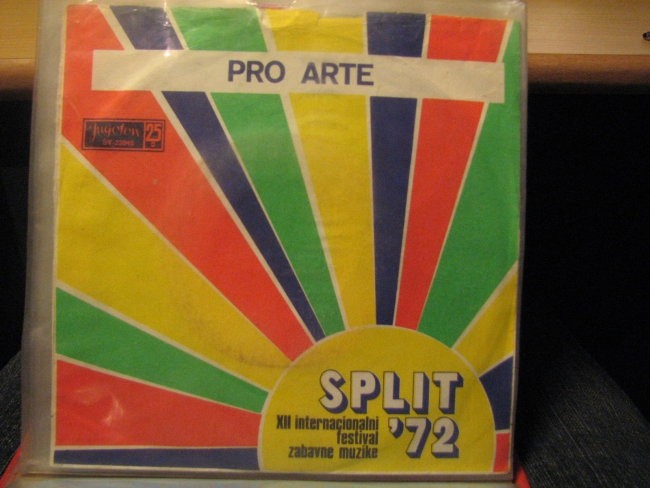 PRO ARTE
Jugoton
25
SPLIT
XII internacionalni
festival
zabavne muzike
'72